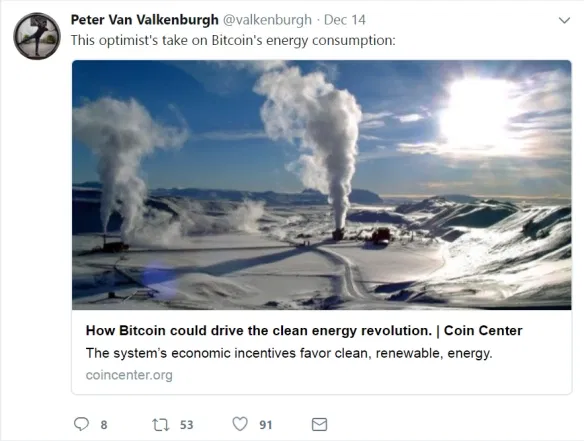 Peter Van Valkenburgh @valkenburgh · Dec 14
This optimist's take on Bitcoin's energy consumption:
How Bitcoin could drive the clean energy revolution. | Coin Center
The system's economic incentives favor clean, renewable, energy.
coincenter.org
8 53 91